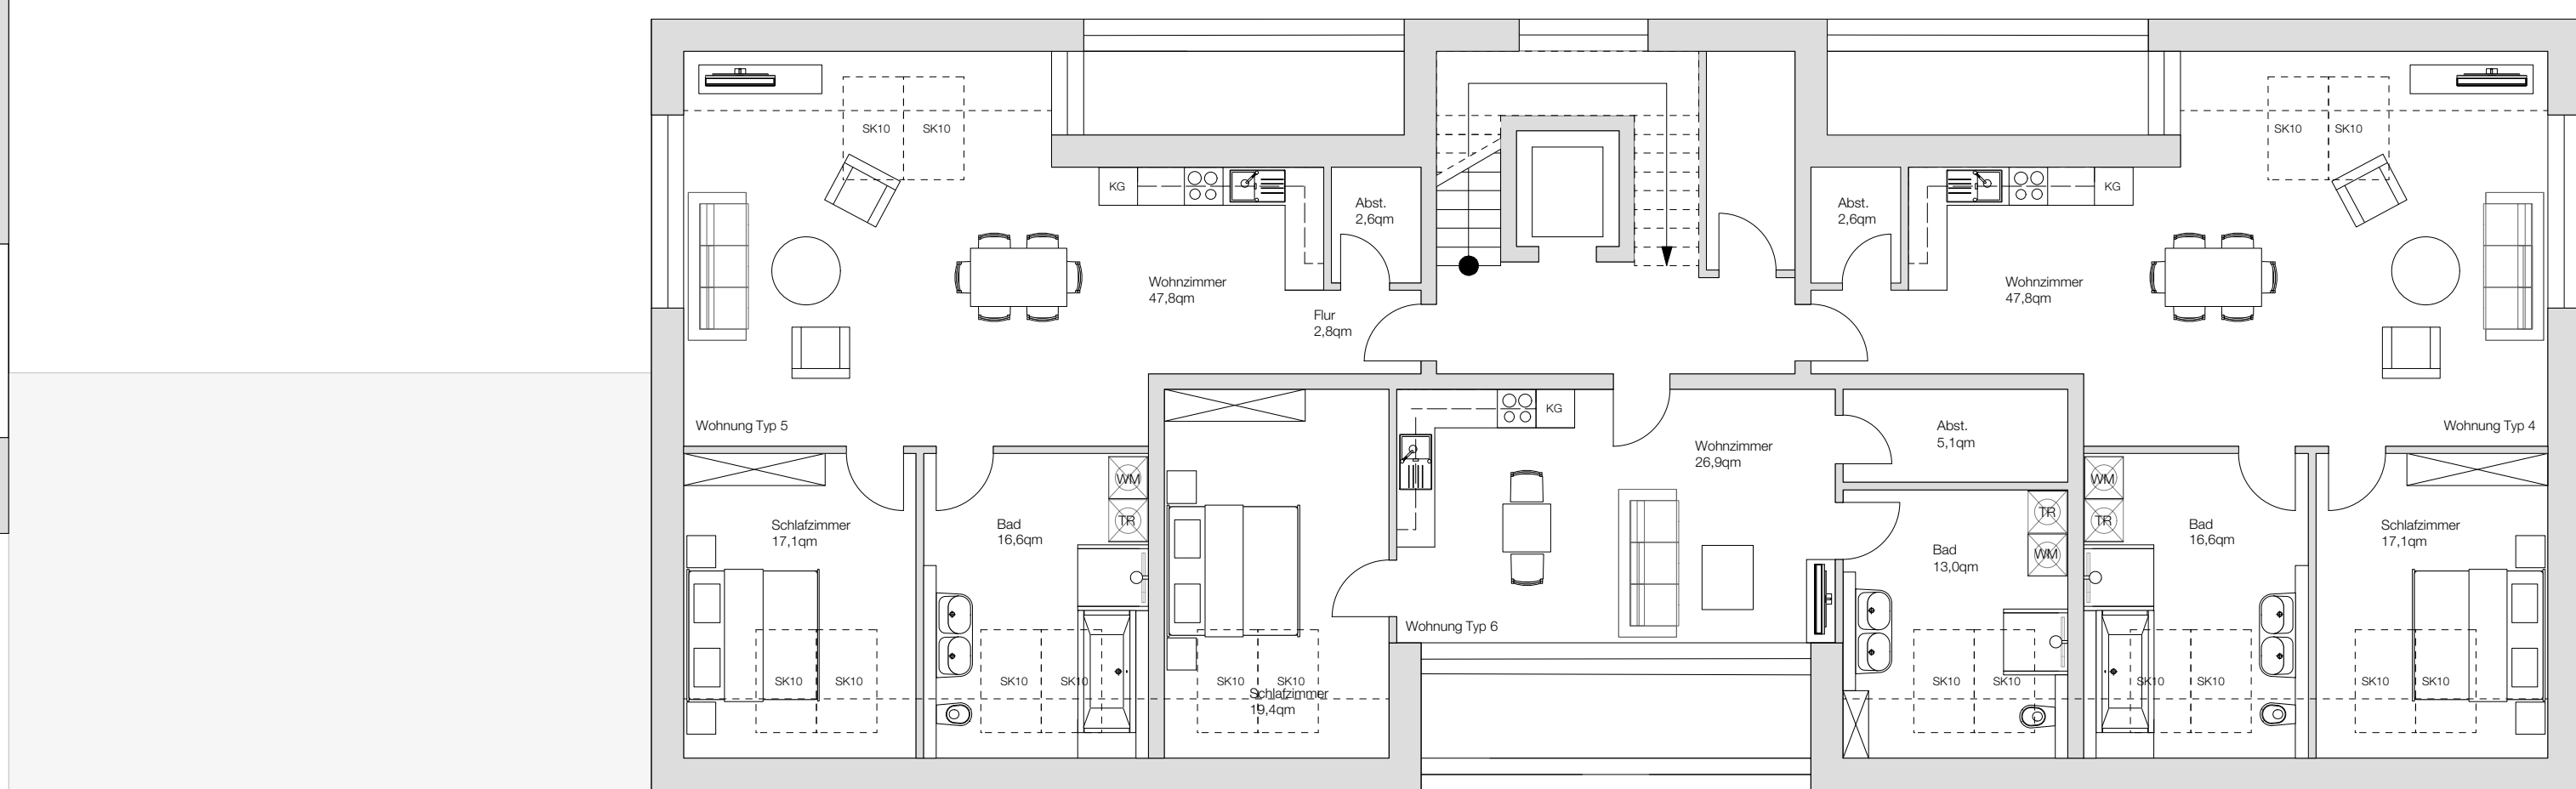 SK10
SK10
SK10
SK10
KG
KG
Abst.
2,6qm
Abst.
2,6qm
Wohnzimmer
47,8qm
Wohnzimmer
47,8qm
Flur
2,8qm
Wohnung Typ 5
Wohnung Typ 4
KG
Wohnzimmer
26,9qm
Abst.
5,1qm
WM
TR
WM
TR
Schlafzimmer
17,1qm
Bad
16,6qm
TR
WM
Bad
13,0qm
Bad
16,6qm
Schlafzimmer
17,1qm
Wohnung Typ 6
SK10
SK10
SK10
SK10
SK10
SK10
SK10
SK10
SK10
SK10
SK10
SK10
Schlafzimmer
19,4qm